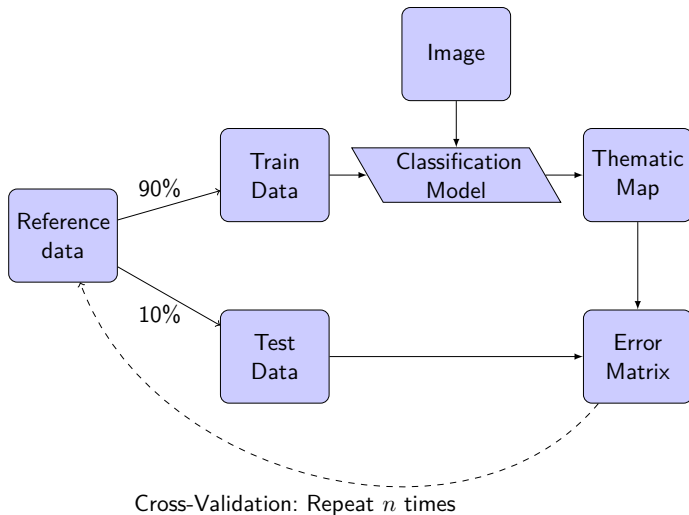 Image
Train
Data
Classification
Model
Thematic
Map
90%
Reference
data
10%
Test
Data
Error
Matrix
Cross-Validation: Repeat n times